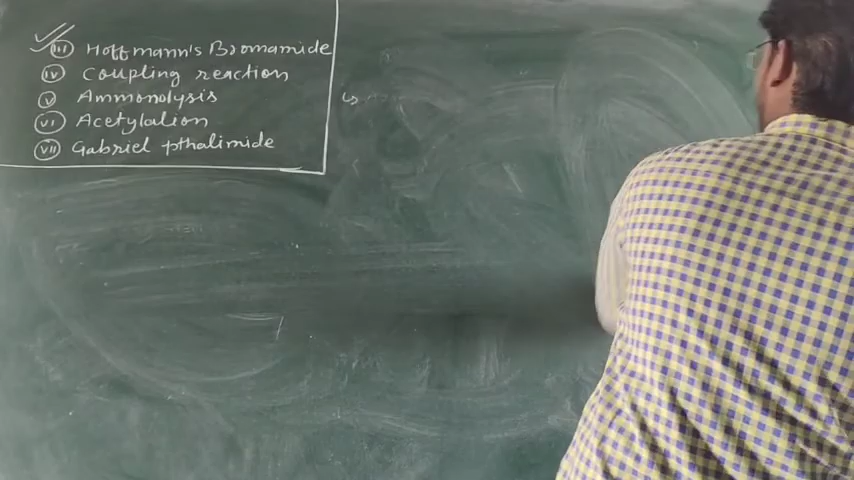 (iii) Hoffmann's Bromamide
(iv) Coupling reaction
(v) Ammonolysis
(vi) Acetylation
(vii) Gabriel pthalimide